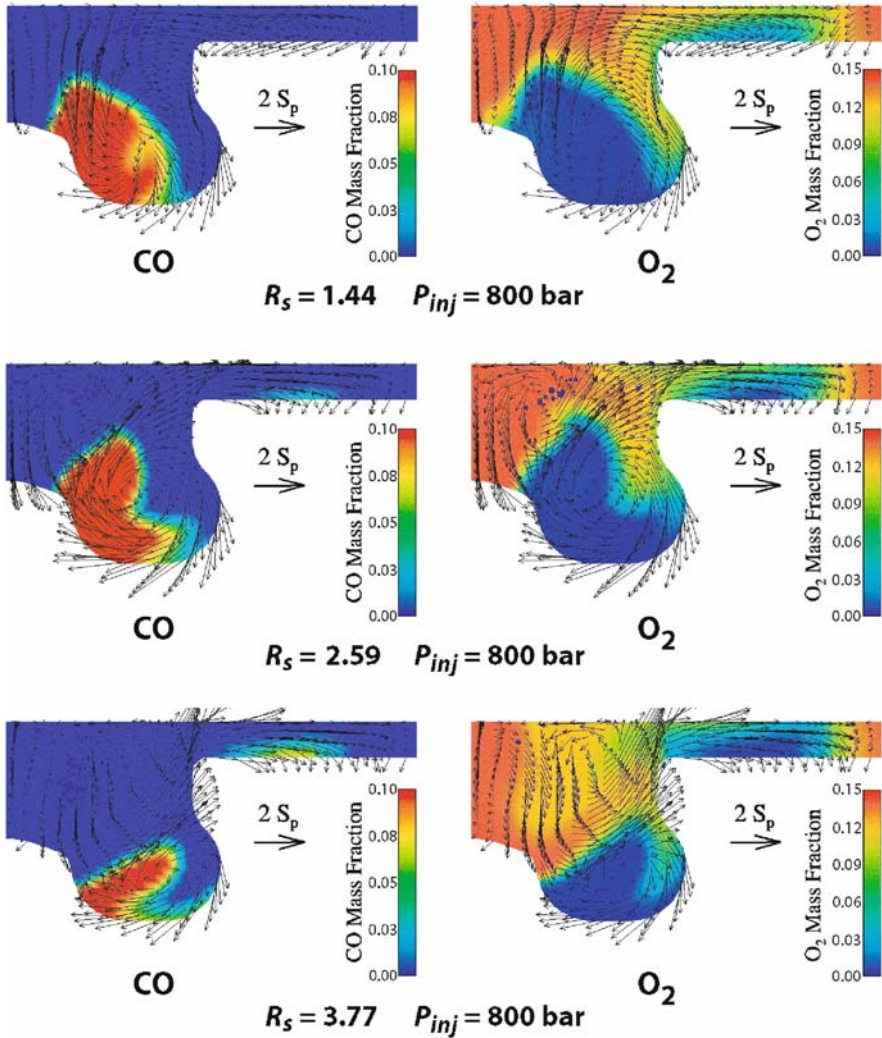 0.10
0.08
0.05
0.03
0.00
CO Mass Fraction
2 Sp
CO
0.15
0.12
0.09
0.06
0.03
0.00
O2 Mass Fraction
2 Sp
O2
Rs = 1.44 Pinj = 800 bar
0.10
0.08
0.05
0.03
0.00
CO Mass Fraction
2 Sp
CO
0.15
0.12
0.09
0.06
0.03
0.00
O2 Mass Fraction
2 Sp
O2
Rs = 2.59 Pinj = 800 bar
0.10
0.08
0.05
0.03
0.00
CO Mass Fraction
2 Sp
CO
0.15
0.12
0.09
0.06
0.03
0.00
O2 Mass Fraction
2 Sp
O2
Rs = 3.77 Pinj = 800 bar